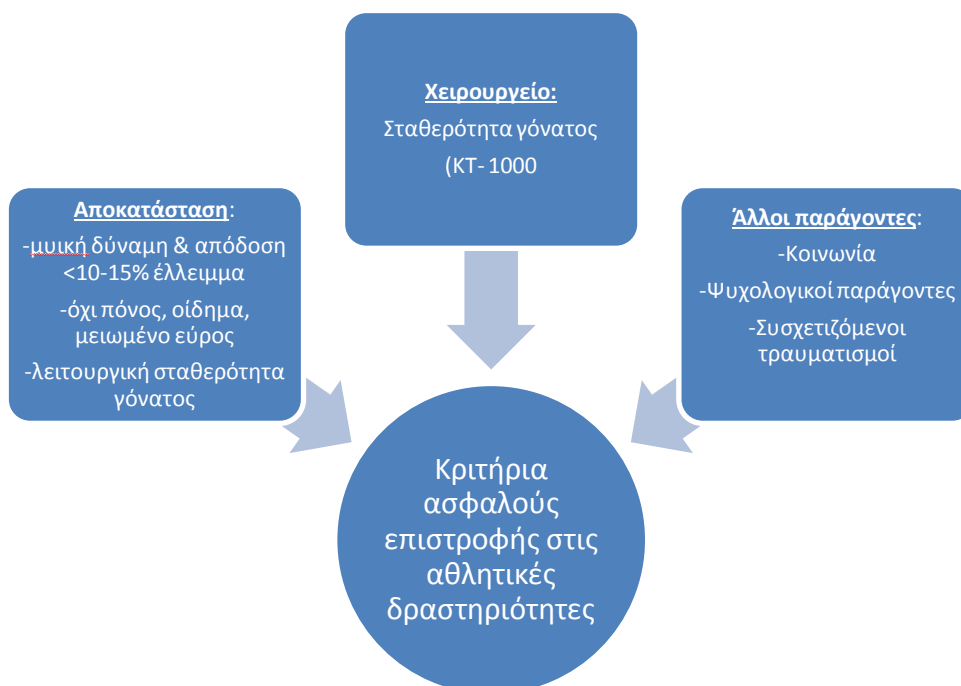 Χειρουργείο:
Σταθερότητα γόνατος
(ΚΤ- 1000
Αποκατάσταση:
-μυική δύναμη & απόδοση
<10-15% έλλειμμα
-όχι πόνος, οίδημα,
μειωμένο εύρος
-λειτουργική σταθερότητα
γόνατος
Άλλοι παράγοντες:
-Κοινωνία
-Ψυχολογικοί παράγοντες
-Συσχετιζόμενοι
τραυματισμοί
Κριτήρια
ασφαλούς
επιστροφής στις
αθλητικές
δραστηριότητες